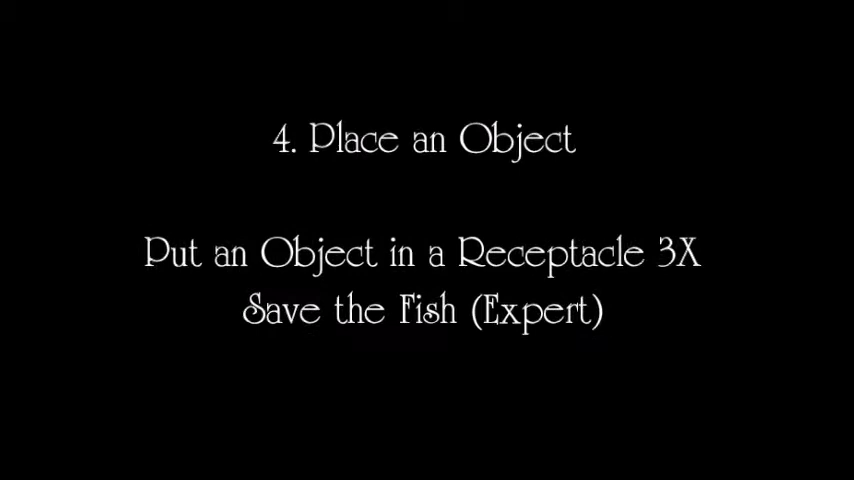 4. Place an Object
Put an Object in a Receptacle 3X
Save the Fish (Expert)